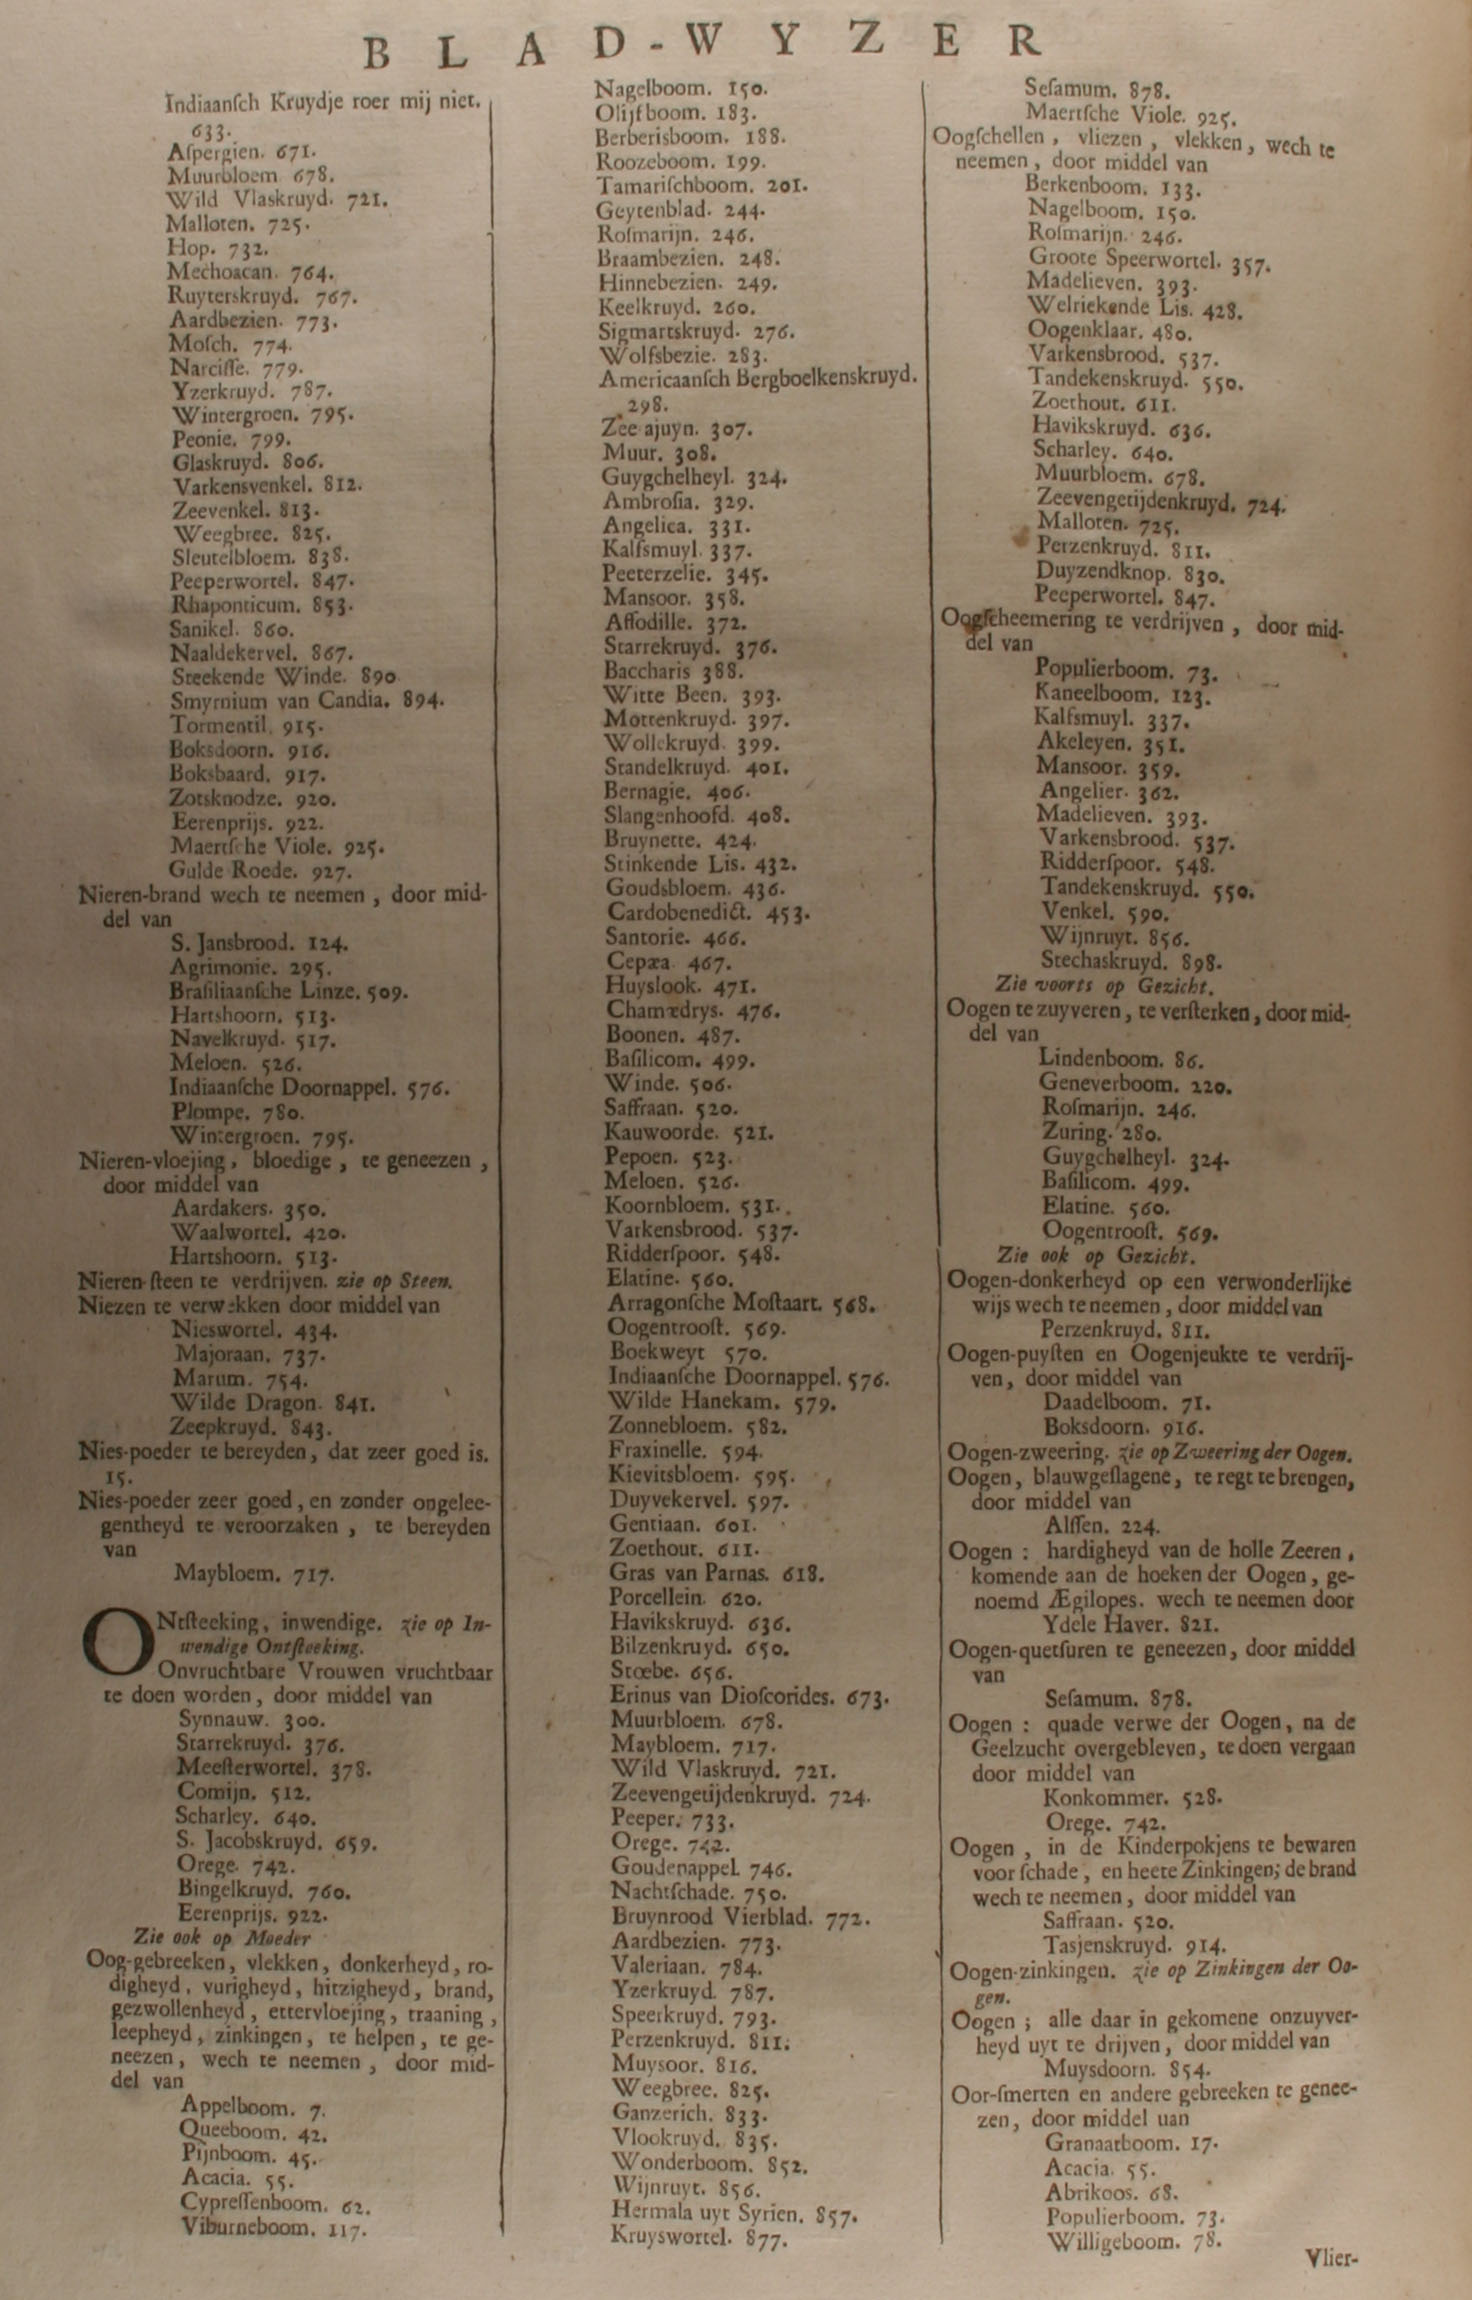 BLAD-WYZER
Indiaanſch Kruydje roer mij niet.
633.
Aſpergien. 671.
Muurbloem 678.
Wild Vlaskruyd. 721.
Malloten. 725.
Hop. 732.
Mechoacan. 764.
Ruyterskruyd. 767.
Aardbezien. 773.
Moſch. 774.
Narciſſe. 779.
Yzerkruyd. 787.
Wintergroen. 795.
Peonie. 799.
Glaskruyd. 806.
Varkensvenkel. 812.
Zeevenkel. 813.
Weegbree. 825.
Sleutelbloem. 838.
Peeperwortel. 847.
Rhaponticum. 853.
Sanikel. 860.
Naaldekervel. 867.
Steekende Winde. 890
Smyrnium van Candia. 894.
Tormentil. 915.
Boksdoorn. 916.
Boksbaard. 917.
Zotsknodze. 920.
Eerenprijs. 922.
Maertſche Viole. 925.
Gulde Roede. 927.
Nieren-brand wech te neemen, door mid-
del van
S. Jansbrood. 124.
Agrimonie. 295.
Braſiliaanſche Linze. 509.
Hartshoorn. 513.
Navelkruyd. 517.
Meloen. 526.
Indiaanſche Doornappel. 576.
Plompe. 780.
Wintergroen. 795.
Nieren-vloejing, bloedige, te geneezen,
door middel van
Aardakers. 350.
Waalwortel. 420.
Hartshoorn. 513.
Nieren-ſteen te verdrijven. zie op Steen.
Niezen te verwekken door middel van
Nieswortel. 434.
Majoraan. 737.
Marum. 754.
Wilde Dragon. 841.
Zeepkruyd. 843.
Nies-poeder te bereyden, dat zeer goed is.
15.
Nies-poeder zeer goed, en zonder ongelee-
gentheyd te veroorzaken, te bereyden
van
Maybloem. 717.
ONtſteeking, inwendige. zie op In-
wendige Ontſteeking.
Onvruchtbare Vrouwen vruchtbaar
te doen worden, door middel van
Synnauw. 300.
Starrekruyd. 376.
Meeſterwortel. 378.
Comijn. 512.
Scharley. 640.
S. Jacobskruyd. 659.
Orege. 742.
Bingelkruyd. 760.
Eerenprijs. 922.
Zie ook op Moeder
Oog-gebreeken, vlekken, donkerheyd, ro-
digheyd, vurigheyd, hitzigheyd, brand,
gezwollenheyd, ettervloejing, traaning,
leepheyd, zinkingen, te helpen, te ge-
neezen, wech te neemen, door mid-
del van
Appelboom. 7.
Queeboom. 42.
Pijnboom. 45.
Acacia. 55.
Cypreſſenboom. 62.
Viburneboom. 117.
Nagelboom. 150.
Olijfboom. 183.
Berberisboom. 188.
Roozeboom. 199.
Tamariſchboom. 201.
Geytenblad. 244.
Roſmarijn. 246.
Braambezien. 248.
Hinnebezien. 249.
Keelkruyd. 260.
Sigmartskruyd. 276.
Wolfsbezie. 283.
Americaanſch Bergboelkenskruyd.
298.
Zee ajuyn. 307.
Muur. 308.
Guygchelheyl. 324.
Ambroſia. 329.
Angelica. 331.
Kalfsmuyl. 337.
Peeterzelie. 345.
Mansoor. 358.
Affodille. 372.
Starrekruyd. 376.
Baccharis 388.
Witte Been. 393.
Mottenkruyd. 397.
Wollekruyd. 399.
Standelkruyd. 401.
Bernagie. 406.
Slangenhoofd. 408.
Bruynette. 424.
Stinkende Lis. 432.
Goudsbloem. 436.
Cardobenedict. 453.
Santorie. 466.
Cepæa 467.
Huyslook. 471.
Chamædrys. 476.
Boonen. 487.
Baſilicom. 499.
Winde. 506.
Saffraan. 520.
Kauwoorde. 521.
Pepoen. 523.
Meloen. 526.
Koornbloem. 531.
Varkensbrood. 537.
Ridderſpoor. 548.
Elatine. 560.
Arragonſche Moſtaart. 568.
Oogentrooſt. 569.
Boekweyt 570.
Indiaanſche Doornappel. 576.
Wilde Hanekam. 579.
Zonnebloem. 582.
Fraxinelle. 594.
Kievitsbloem. 595.
Duyvekervel. 597.
Gentiaan. 601.
Zoethout. 611.
Gras van Parnas. 618.
Porcellein. 620.
Havikskruyd. 636.
Bilzenkruyd. 650.
Stœbe. 656.
Erinus van Dioſcorides. 673.
Muurbloem. 678.
Maybloem. 717.
Wild Vlaskruyd. 721.
Zeevengetijdenkruyd. 724.
Peeper. 733.
Orege. 742.
Goudenappel. 746.
Nachtſchade. 750.
Bruynrood Vierblad. 772.
Aardbezien. 773.
Valeriaan. 784.
Yzerkruyd. 787.
Speerkruyd. 793.
Perzenkruyd. 811.
Muysoor. 816.
Weegbree. 825.
Ganzerich. 833.
Vlookruyd. 835.
Wonderboom. 852.
Wijnruyt. 856.
Hermala uyt Syrien. 857.
Kruyswortel. 877.
Seſamum. 878.
Maertſche Viole. 925.
Oogſchellen, vliezen, vlekken, wech te
neemen, door middel van
Berkenboom. 133.
Nagelboom. 150.
Roſmarijn. 246.
Groote Speerwortel. 357.
Madelieven. 393.
Welriekende Lis. 428.
Oogenklaar. 480.
Varkensbrood. 537.
Tandekenskruyd. 550.
Zoethout. 611.
Havikskruyd. 636.
Scharley. 640.
Muurbloem. 678.
Zeevengetijdenkruyd. 724.
Malloten. 725.
Perzenkruyd. 811.
Duyzendknop. 830.
Peeperwortel. 847.
Oogſcheemering te verdrijven, door mid-
del van
Populierboom. 73.
Kaneelboom. 123.
Kalfsmuyl. 337.
Akeleyen. 351.
Mansoor. 359.
Angelier. 362.
Madelieven. 393.
Varkensbrood. 537.
Ridderſpoor. 548.
Tandekenskruyd. 550.
Venkel. 590.
Wijnruyt. 856.
Stechaskruyd. 898.
Zie voorts op Gezicht.
Oogen te zuyveren, te verſterken, door mid-
del van
Lindenboom. 86.
Geneverboom. 220.
Roſmarijn. 246.
Zuring. 280.
Guygchelheyl. 324.
Baſilicom. 499.
Elatine. 560.
Oogentrooſt. 569.
Zie ook op Gezicht.
Oogen-donkerheyd op een verwonderlijke
wijs wech te neemen, door middel van
Perzenkruyd. 811.
Oogen-puyſten en Oogenjeukte te verdrij-
ven, door middel van
Daadelboom. 71.
Boksdoorn. 916.
Oogen-zweering. zie op Zweering der Oogen.
Oogen, blauwgeſlagene, te regt te brengen,
door middel van
Alſſen. 224.
Oogen: hardigheyd van de holle Zeeren,
komende aan de hoeken der Oogen, ge-
noemd Ægilopes. wech te neemen door
Ydele Haver. 821.
Oogen-quetſuren te geneezen, door middel
van
Seſamum. 878.
Oogen: quade verwe der Oogen, na de
Geelzucht overgebleven, te doen vergaan
door middel van
Konkommer. 528.
Orege. 742.
Oogen, in de Kinderpokjens te bewaren
voor ſchade, en heete Zinkingen; de brand
wech te neemen, door middel van
Saffraan. 520.
Tasjenskruyd. 914.
Oogen-zinkingen. zie op Zinkingen der Oo-
gen.
Oogen; alle daar in gekomene onzuyver-
heyd uyt te drijven, door middel van
Muysdoorn. 854.
Oor-ſmerten en andere gebreeken te genee-
zen, door middel uan
Granaatboom. 17.
Acacia. 55.
Abrikoos. 68.
Populierboom. 73.
Willigeboom. 78.
Vlier-